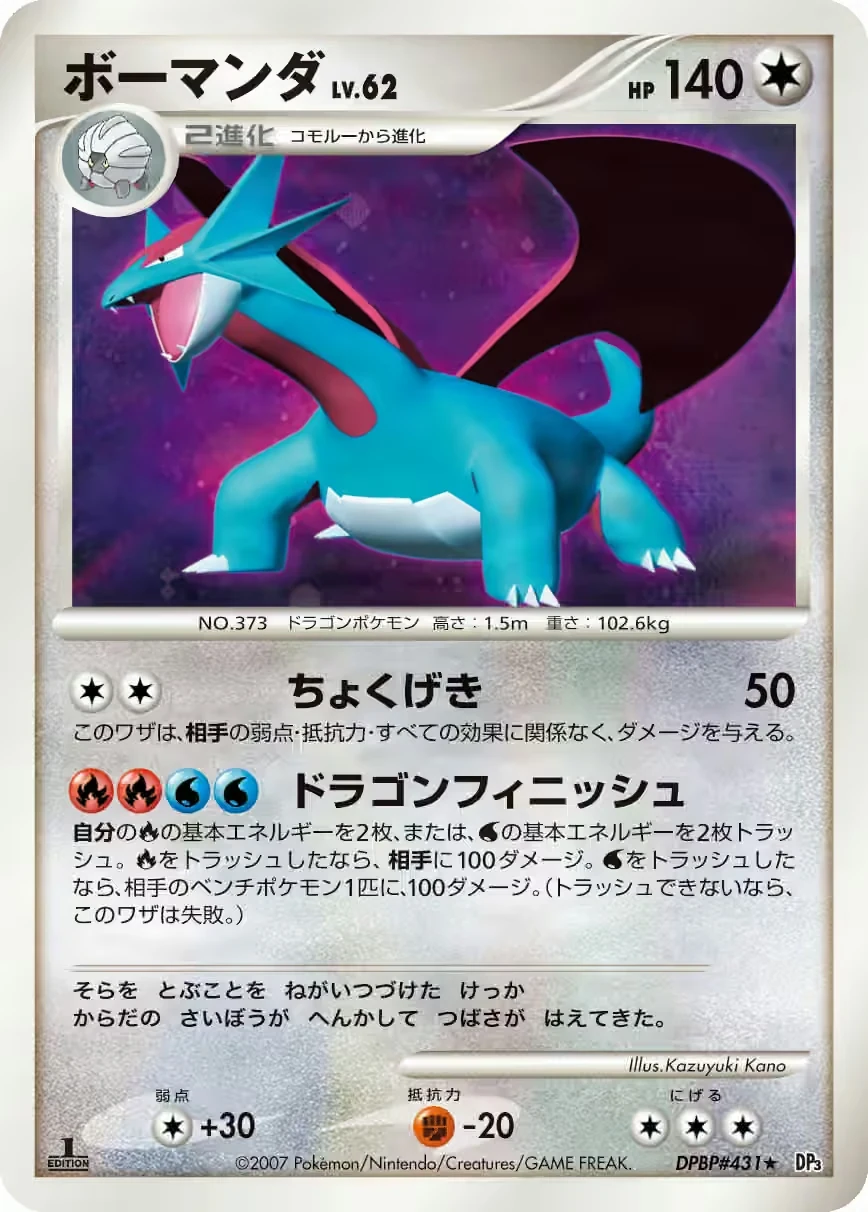 ボーマンダ LV.62 HP 140
2進化 コモルーから進化
NO.373 ドラゴンポケモン 高さ:1.5m 重さ:102.6kg
ちょくげき 50
このワザは、相手の弱点・抵抗力・すべての効果に関係なく、ダメージを与える。
ドラゴンフィニッシュ
自分の の基本エネルギーを2枚、または、 の基本エネルギーを2枚トラッ
シュ。 をトラッシュしたなら、相手に100ダメージ。 をトラッシュした
なら、相手のベンチポケモン1匹に、100ダメージ。(トラッシュできないなら、
このワザは失敗。)
そらを とぶことを ねがいつづけた けっか
からだの さいぼうが へんかして つばさが はえてきた。
Illus.Kazuyuki Kano
弱点 抵抗力 にげる
+30 -20
1 EDITION ©2007 Pokémon/Nintendo/Creatures/GAME FREAK. DPBP#431★ DP3